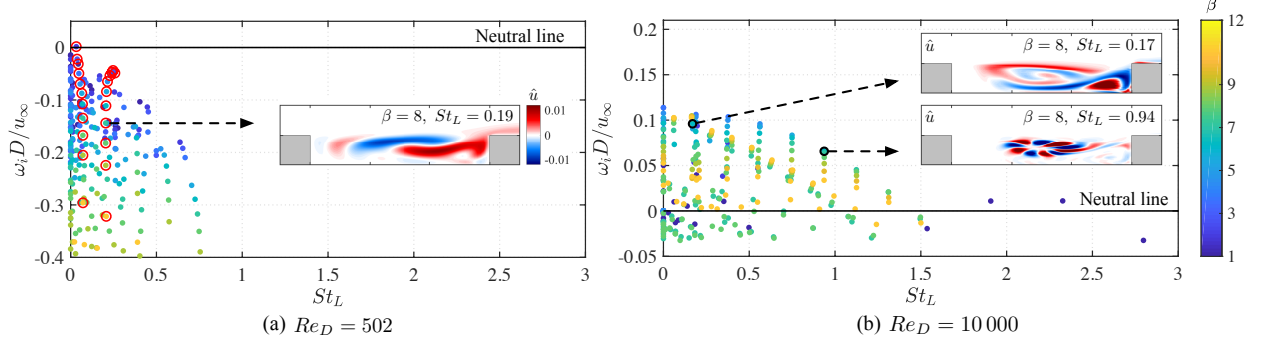 0
-0.1
-0.2
-0.3
-0.4
ω_i D/u_∞
Neutral line
β = 8, St_L = 0.19
û
0.01
0
-0.01
0 0.5 1 1.5 2 2.5 3
St_L
(a) Re_D = 502
0.2
0.15
0.1
0.05
0
-0.05
ω_i D/u_∞
û β = 8, St_L = 0.17
û β = 8, St_L = 0.94
Neutral line
0 0.5 1 1.5 2 2.5 3
St_L
(b) Re_D = 10 000
β
12
9
7
5
3
1